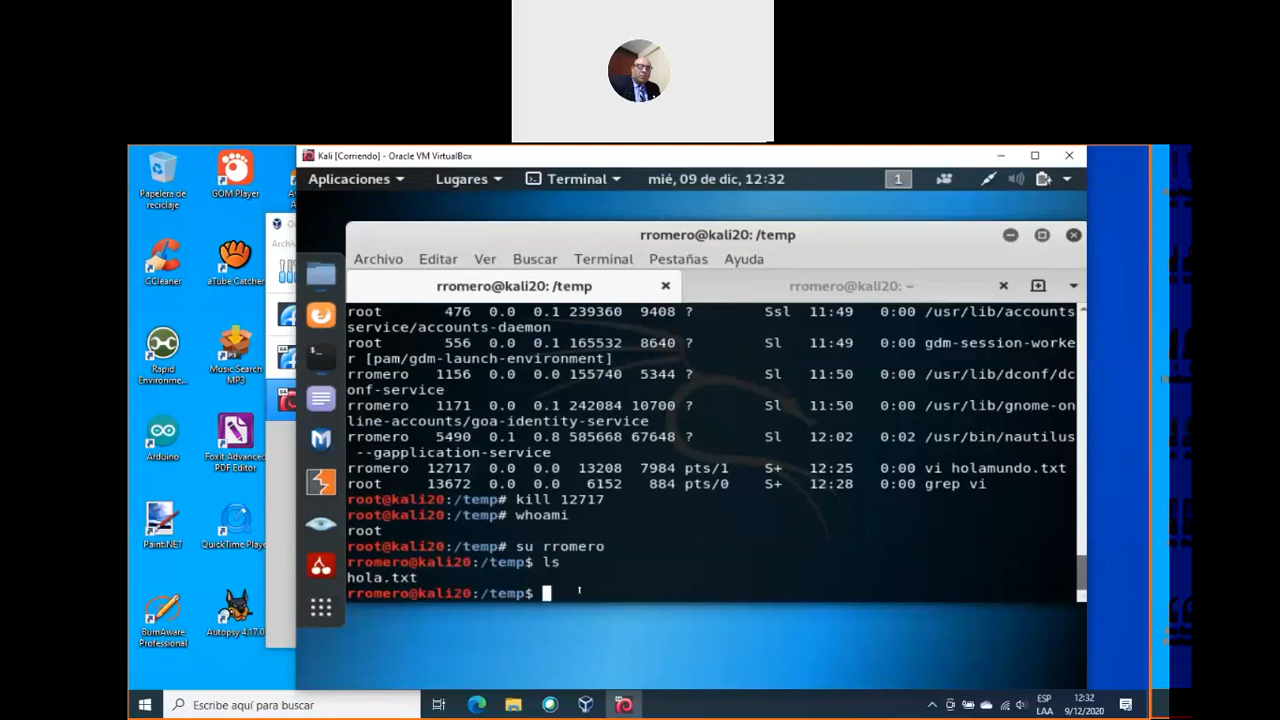 Kali [Corriendo] - Oracle VM VirtualBox
Aplicaciones Lugares Terminal mié, 09 de dic, 12:32 1
rromero@kali20: /temp
Archivo Editar Ver Buscar Terminal Pestañas Ayuda
rromero@kali20: /temp rromero@kali20: ~
root 476 0.0 0.1 239360 9408 ? Ssl 11:49 0:00 /usr/lib/accounts
service/accounts-daemon
root 556 0.0 0.1 165532 8640 ? Sl 11:49 0:00 gdm-session-worke
r [pam/gdm-launch-environment]
rromero 1156 0.0 0.0 155740 5344 ? Sl 11:50 0:00 /usr/lib/dconf/dc
onf-service
rromero 1171 0.0 0.1 242084 10700 ? Sl 11:50 0:00 /usr/lib/gnome-on
line-accounts/goa-identity-service
rromero 5490 0.1 0.8 585668 67648 ? Sl 12:02 0:02 /usr/bin/nautilus
--gapplication-service
rromero 12717 0.0 0.0 13208 7984 pts/1 S+ 12:25 0:00 vi holamundo.txt
root 13672 0.0 0.0 6152 884 pts/0 S+ 12:28 0:00 grep vi
root@kali20:/temp# kill 12717
root@kali20:/temp# whoami
root
root@kali20:/temp# su rromero
rromero@kali20:/temp$ ls
hola.txt
rromero@kali20:/temp$
Papelera de
reciclaje
GOM Player
CCleaner
aTube Catcher
Rapid
Environme...
Music Search
MP3
Arduino
Foxit Advanced
PDF Editor
Paint.NET
QuickTime Player
BurnAware
Professional
Autopsy 4.17.0
Escribe aquí para buscar
ESP
LAA
12:32
9/12/2020